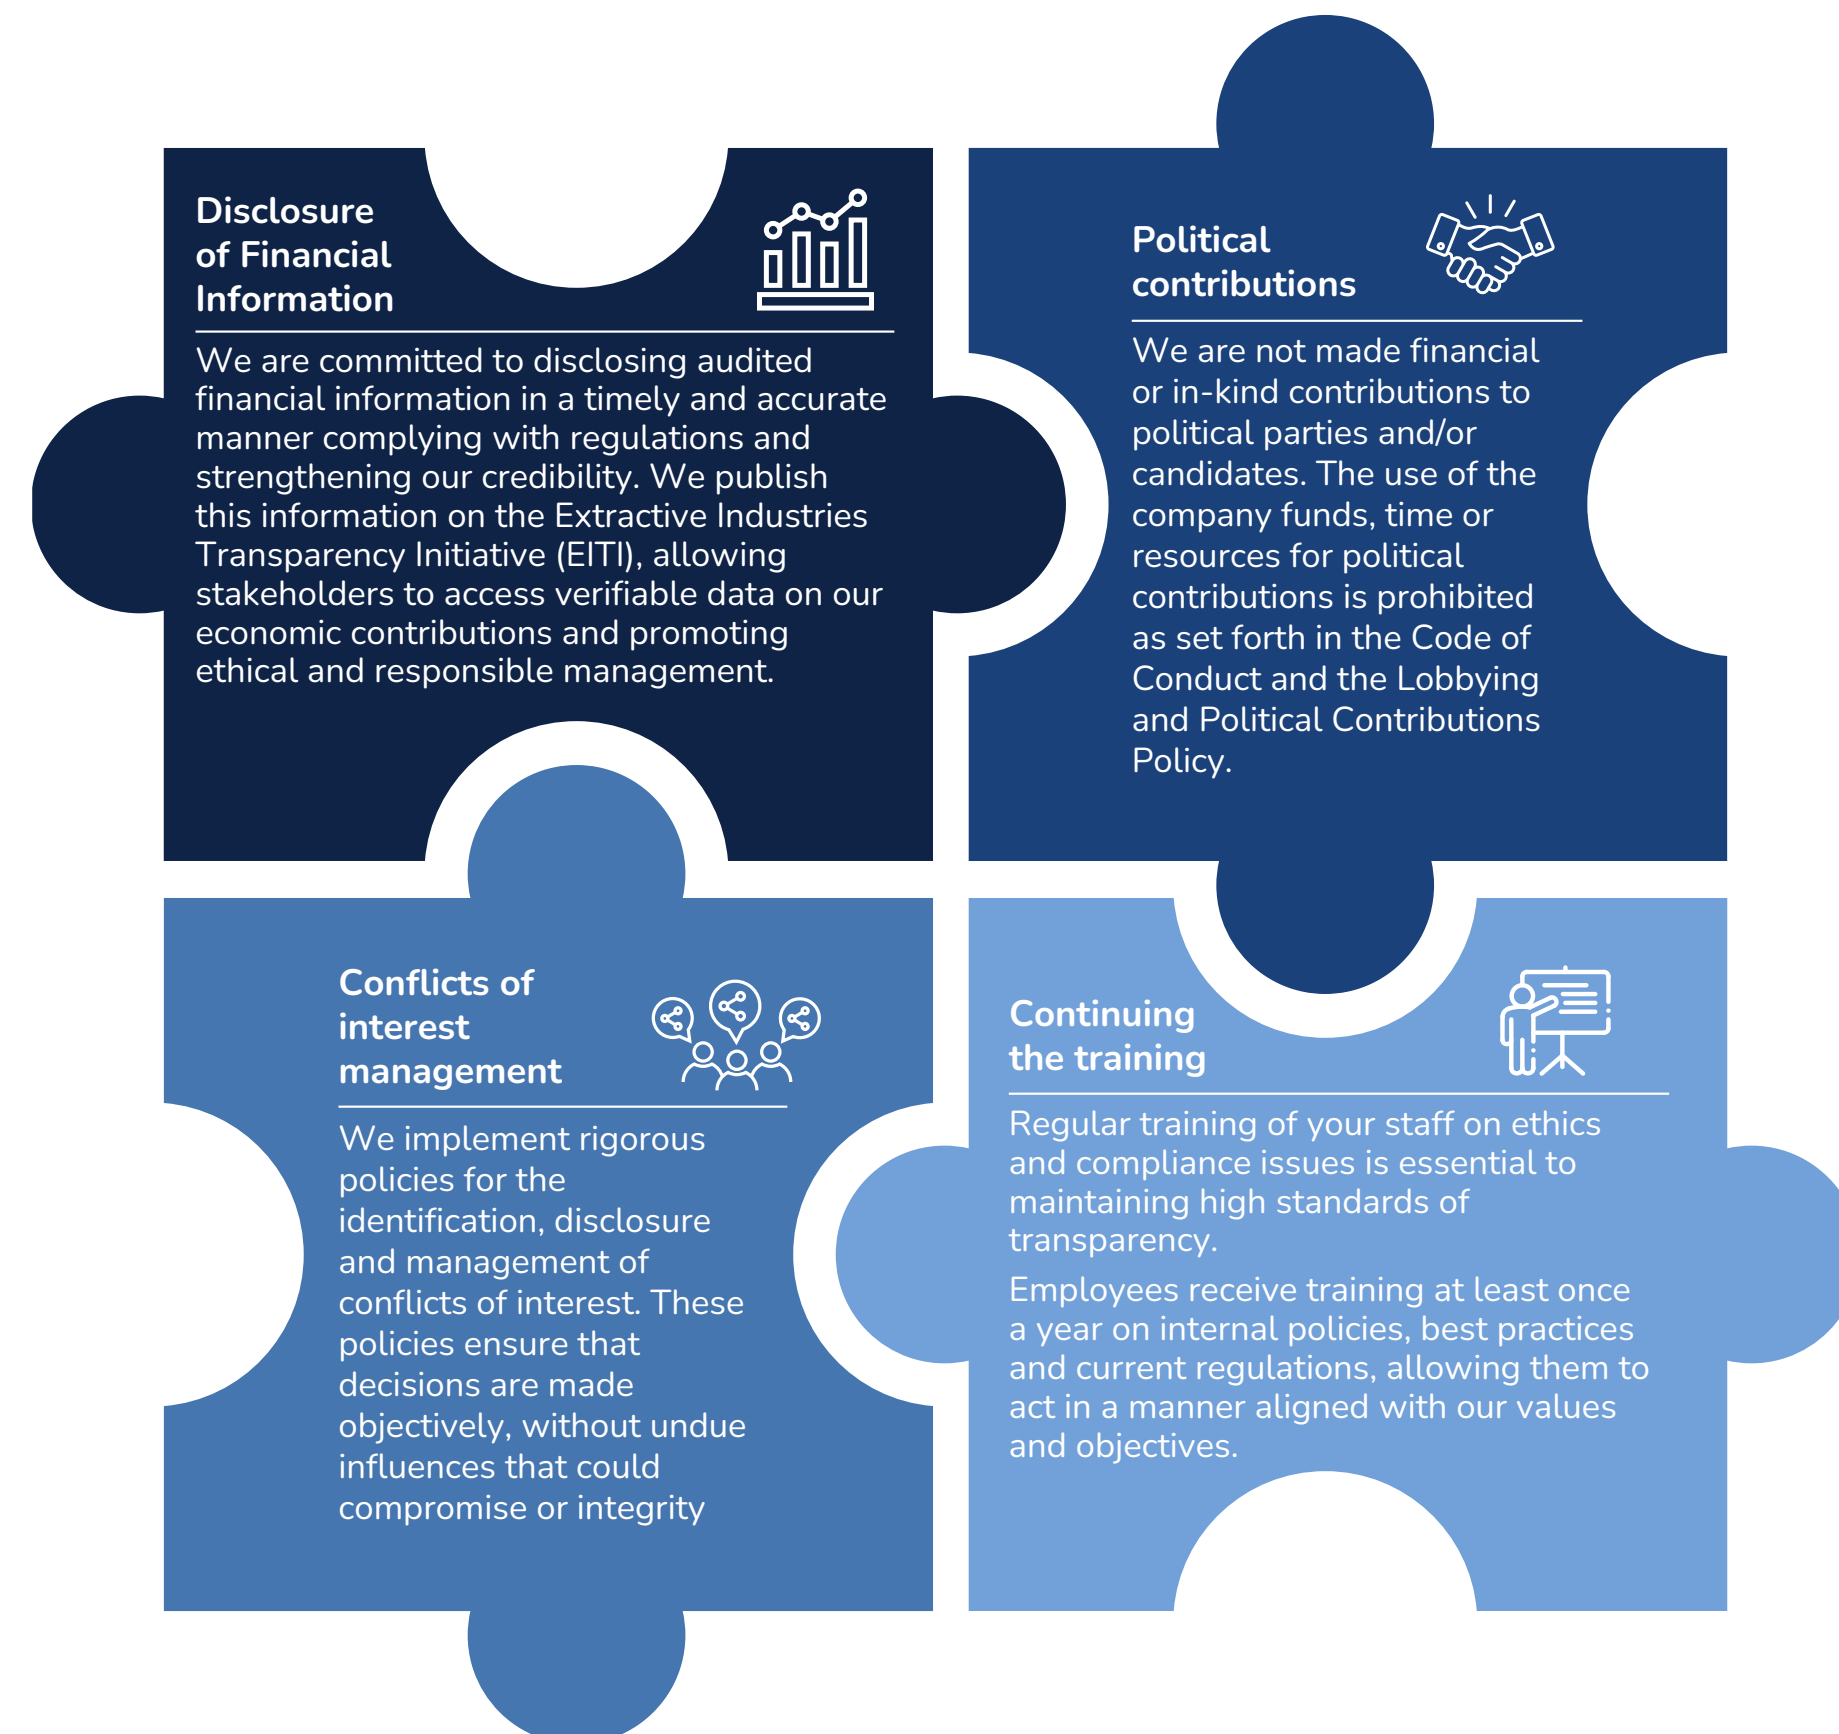 Disclosure
of Financial
Information
We are committed to disclosing audited
financial information in a timely and accurate
manner complying with regulations and
strengthening our credibility. We publish
this information on the Extractive Industries
Transparency Initiative (EITI), allowing
stakeholders to access verifiable data on our
economic contributions and promoting
ethical and responsible management.
Political
contributions
We are not made financial
or in-kind contributions to
political parties and/or
candidates. The use of the
company funds, time or
resources for political
contributions is prohibited
as set forth in the Code of
Conduct and the Lobbying
and Political Contributions
Policy.
Conflicts of
interest
management
We implement rigorous
policies for the
identification, disclosure
and management of
conflicts of interest. These
policies ensure that
decisions are made
objectively, without undue
influences that could
compromise or integrity
Continuing
the training
Regular training of your staff on ethics
and compliance issues is essential to
maintaining high standards of
transparency.
Employees receive training at least once
a year on internal policies, best practices
and current regulations, allowing them to
act in a manner aligned with our values
and objectives.